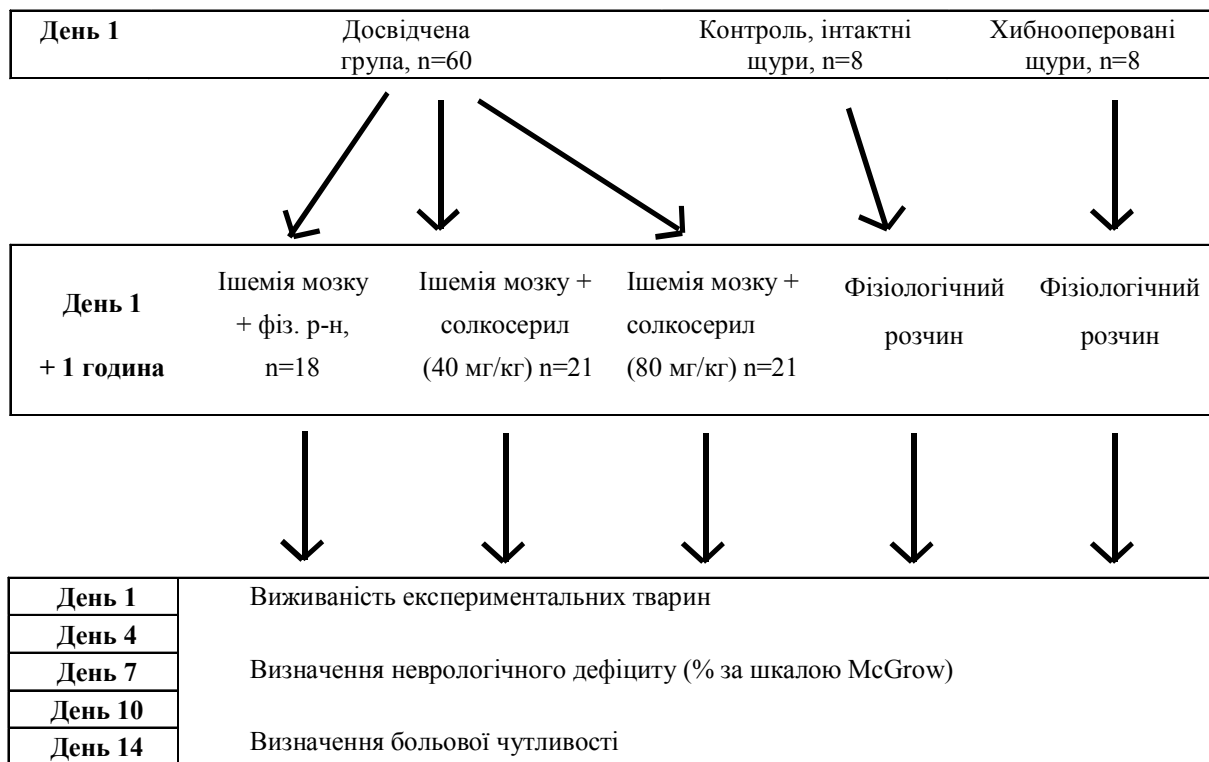 День 1
Досвідчена
група, n=60
Контроль, інтактні
щури, n=8
Хибнооперовані
щури, n=8
День 1
+ 1 година
Ішемія мозку
+ фіз. р-н,
n=18
Ішемія мозку +
солкосерил
(40 мг/кг) n=21
Ішемія мозку +
солкосерил
(80 мг/кг) n=21
Фізіологічний
розчин
Фізіологічний
розчин
День 1
Виживаність експериментальних тварин
День 4
День 7
Визначення неврологічного дефіциту (% за шкалою McGrow)
День 10
День 14
Визначення больової чутливості